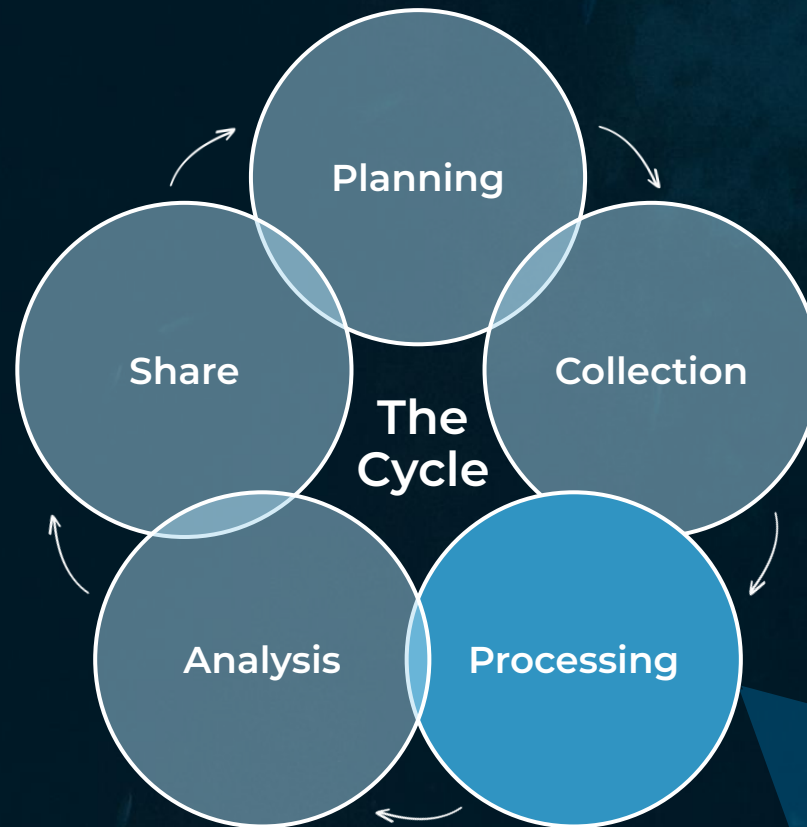 Planning
Share
Collection
The
Cycle
Analysis
Processing